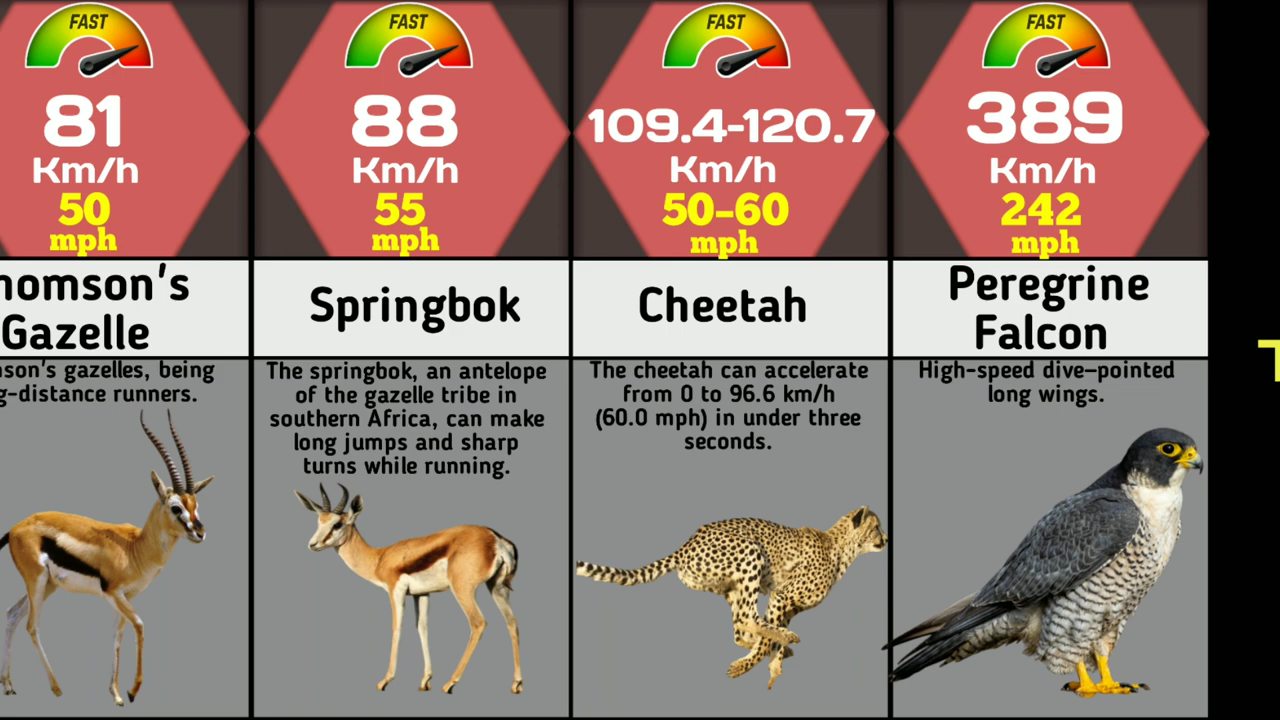 FAST
81
Km/h
50
mph
homson's
Gazelle
son's gazelles, being
g-distance runners.
FAST
88
Km/h
55
mph
Springbok
The springbok, an antelope
of the gazelle tribe in
southern Africa, can make
long jumps and sharp
turns while running.
FAST
109.4-120.7
Km/h
50-60
mph
Cheetah
The cheetah can accelerate
from 0 to 96.6 km/h
(60.0 mph) in under three
seconds.
FAST
389
Km/h
242
mph
Peregrine
Falcon
High-speed dive–pointed
long wings.